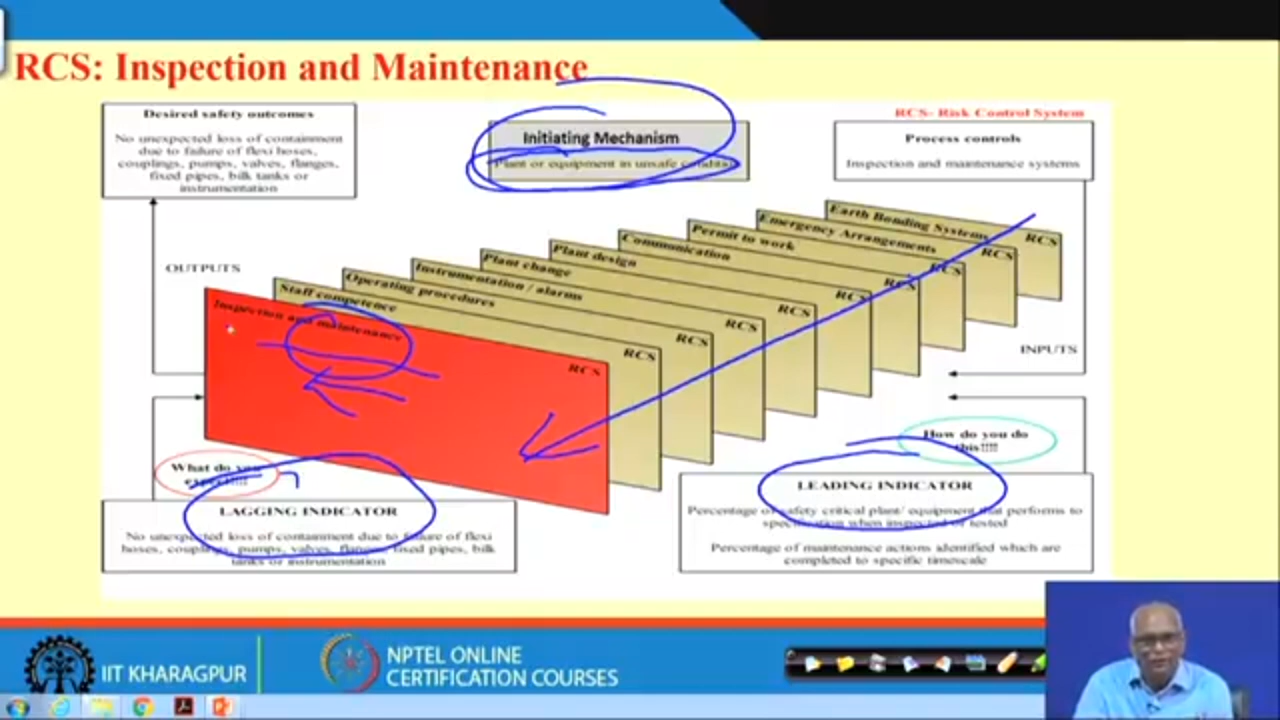 RCS: Inspection and Maintenance
Desired safety outcomes
No unexpected loss of containment
due to failure of flexi hoses,
couplings, pumps, valves, flanges,
fixed pipes, bilk tanks or
instrumentation
Initiating Mechanism
Plant or equipment in unsafe condition
RCS- Risk Control System
Process controls
Inspection and maintenance systems
OUTPUTS
INPUTS
Earth Bonding Systems
RCS
Emergency Arrangements
RCS
Permit to work
RCS
Communication
RCS
Plant design
RCS
Plant change
RCS
Instrumentation / alarms
RCS
Operating procedures
RCS
Staff competence
RCS
Inspection and maintenance
RCS
What do you
expect!!!!
How do you do
this!!!!
LAGGING INDICATOR
No unexpected loss of containment due to failure of flexi
hoses, couplings, pumps, valves, flanges, fixed pipes, bilk
tanks or instrumentation
LEADING INDICATOR
Percentage of safety critical plant/ equipment that performs to
specification when inspected or tested
Percentage of maintenance actions identified which are
completed to specific timescale
IIT KHARAGPUR
NPTEL ONLINE
CERTIFICATION COURSES